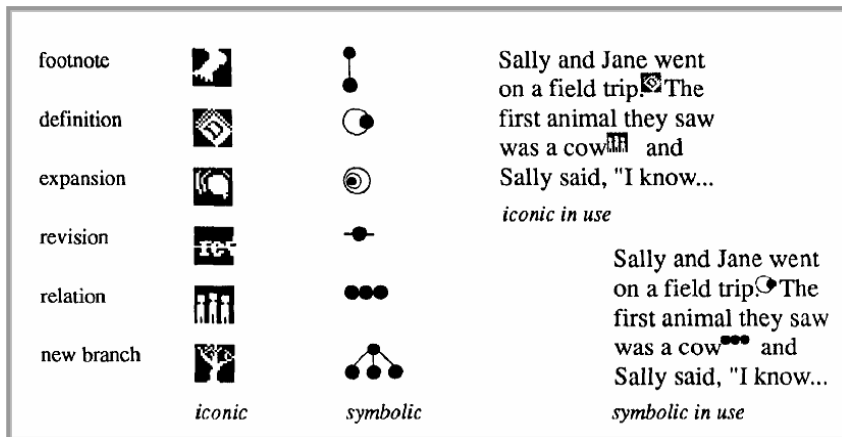 footnote
definition
expansion
revision
relation
new branch
iconic
symbolic
Sally and Jane went
on a field trip. The
first animal they saw
was a cow and
Sally said, "I know...
iconic in use
Sally and Jane went
on a field trip. The
first animal they saw
was a cow and
Sally said, "I know...
symbolic in use